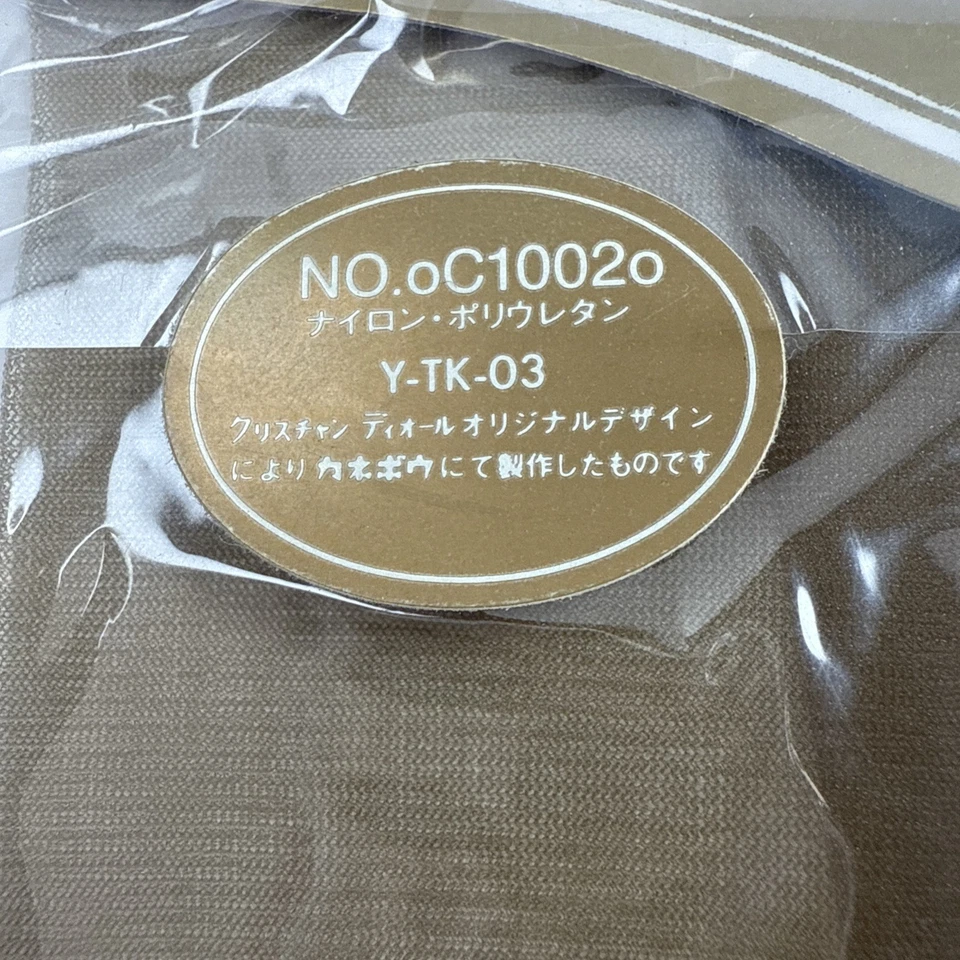 NO.oC1002o
ナイロン・ポリウレタン
Y-TK-03
クリスチャン ディオール オリジナルデザイン
により カネボウ にて 製作したものです